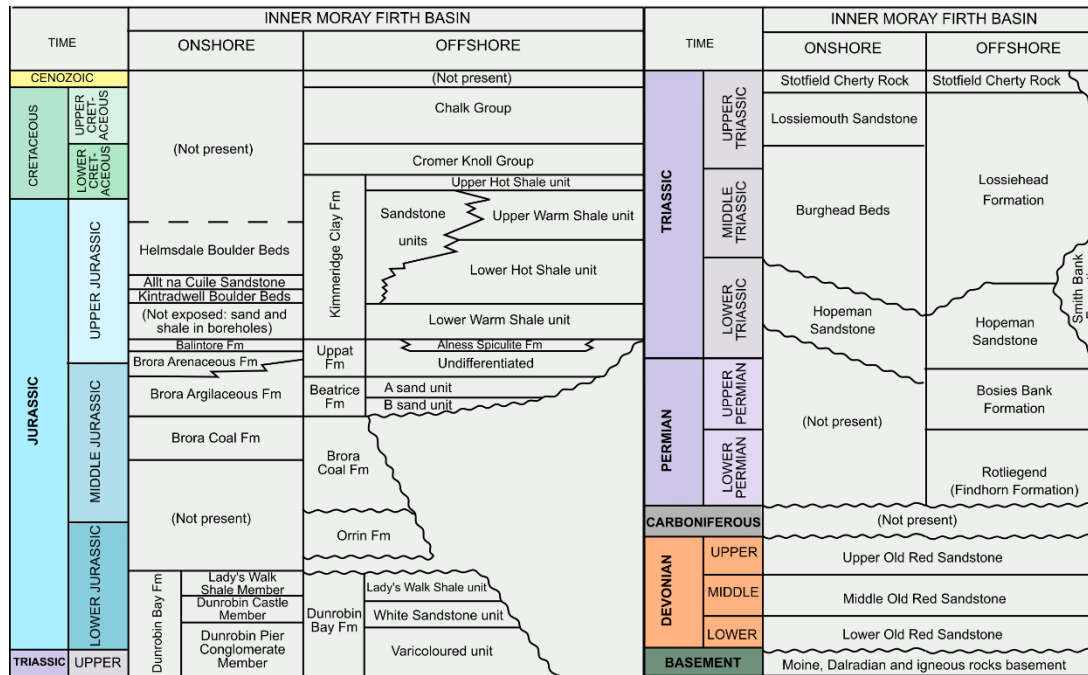 INNER MORAY FIRTH BASIN
TIME
ONSHORE
OFFSHORE
CENOZOIC
(Not present)
CRETACEOUS
UPPER
CRET-
ACEOUS
Chalk Group
(Not present)
LOWER
CRET-
ACEOUS
Cromer Knoll Group
JURASSIC
UPPER JURASSIC
Kimmeridge Clay Fm
Upper Hot Shale unit
Sandstone
units
Upper Warm Shale unit
Helmsdale Boulder Beds
Lower Hot Shale unit
Allt na Cuile Sandstone
Kintradwell Boulder Beds
(Not exposed: sand and
shale in boreholes)
Lower Warm Shale unit
Balintore Fm
Uppat
Fm
Alness Spiculite Fm
Brora Arenaceous Fm
Undifferentiated
MIDDLE JURASSIC
Brora Argilaceous Fm
Beatrice
Fm
A sand unit
B sand unit
Brora Coal Fm
Brora
Coal Fm
(Not present)
Orrin Fm
LOWER JURASSIC
Dunrobin Bay Fm
Lady's Walk
Shale Member
Dunrobin
Bay Fm
Lady's Walk Shale unit
Dunrobin Castle
Member
White Sandstone unit
Dunrobin Pier
Conglomerate
Member
Varicoloured unit
TRIASSIC
UPPER
INNER MORAY FIRTH BASIN
TIME
ONSHORE
OFFSHORE
TRIASSIC
UPPER
TRIASSIC
Stotfield Cherty Rock
Stotfield Cherty Rock
Lossiemouth Sandstone
MIDDLE
TRIASSIC
Burghead Beds
Lossiehead
Formation
LOWER
TRIASSIC
Hopeman
Sandstone
Hopeman
Sandstone
Smith Bank
PERMIAN
UPPER
PERMIAN
Bosies Bank
Formation
(Not present)
LOWER
PERMIAN
Rotliegend
(Findhorn Formation)
CARBONIFEROUS
(Not present)
DEVONIAN
UPPER
Upper Old Red Sandstone
MIDDLE
Middle Old Red Sandstone
LOWER
Lower Old Red Sandstone
BASEMENT
Moine, Dalradian and igneous rocks basement